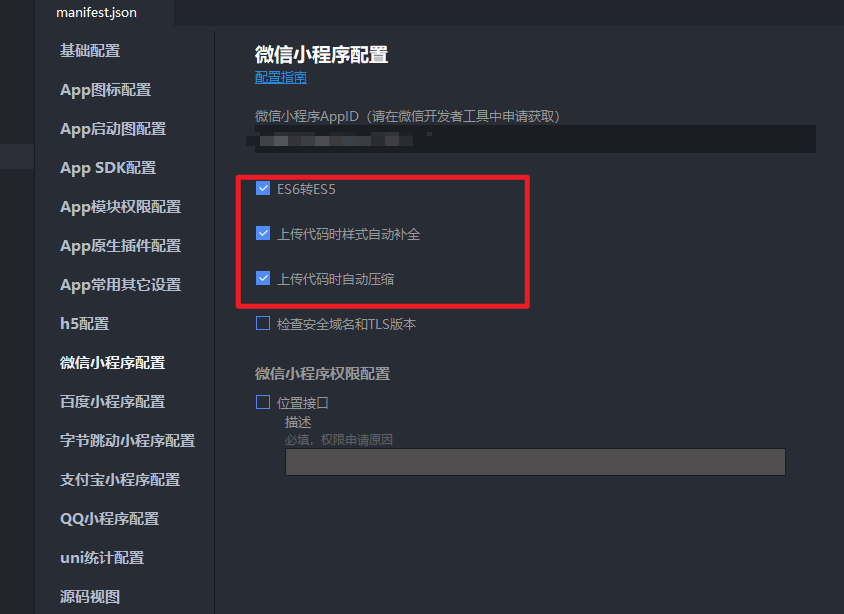 manifest.json
基础配置
App图标配置
App启动图配置
App SDK配置
App模块权限配置
App原生插件配置
App常用其它设置
h5配置
微信小程序配置
百度小程序配置
字节跳动小程序配置
支付宝小程序配置
QQ小程序配置
uni统计配置
源码视图
微信小程序配置
配置指南
微信小程序AppID（请在微信开发者工具中申请获取）
ES6转ES5
上传代码时样式自动补全
上传代码时自动压缩
检查安全域名和TLS版本
微信小程序权限配置
位置接口
描述
必填，权限申请原因